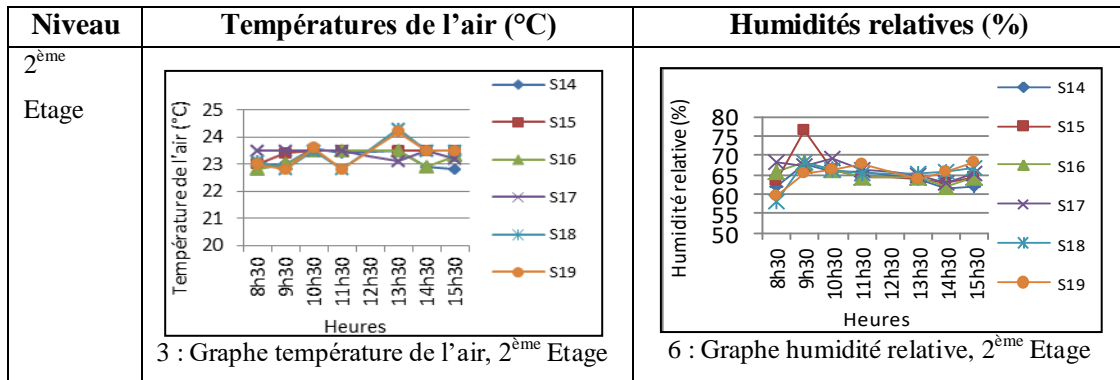 Niveau
Températures de l’air (°C)
Humidités relatives (%)
2ème
Etage
Température de l’air (°C)
25
24
23
22
21
20
8h30
9h30
10h30
11h30
12h30
13h30
14h30
15h30
Heures
S14
S15
S16
S17
S18
S19
3 : Graphe température de l’air, 2ème Etage
Humidité relative (%)
80
75
70
65
60
55
50
8h30
9h30
10h30
11h30
12h30
13h30
14h30
15h30
Heures
S14
S15
S16
S17
S18
S19
6 : Graphe humidité relative, 2ème Etage